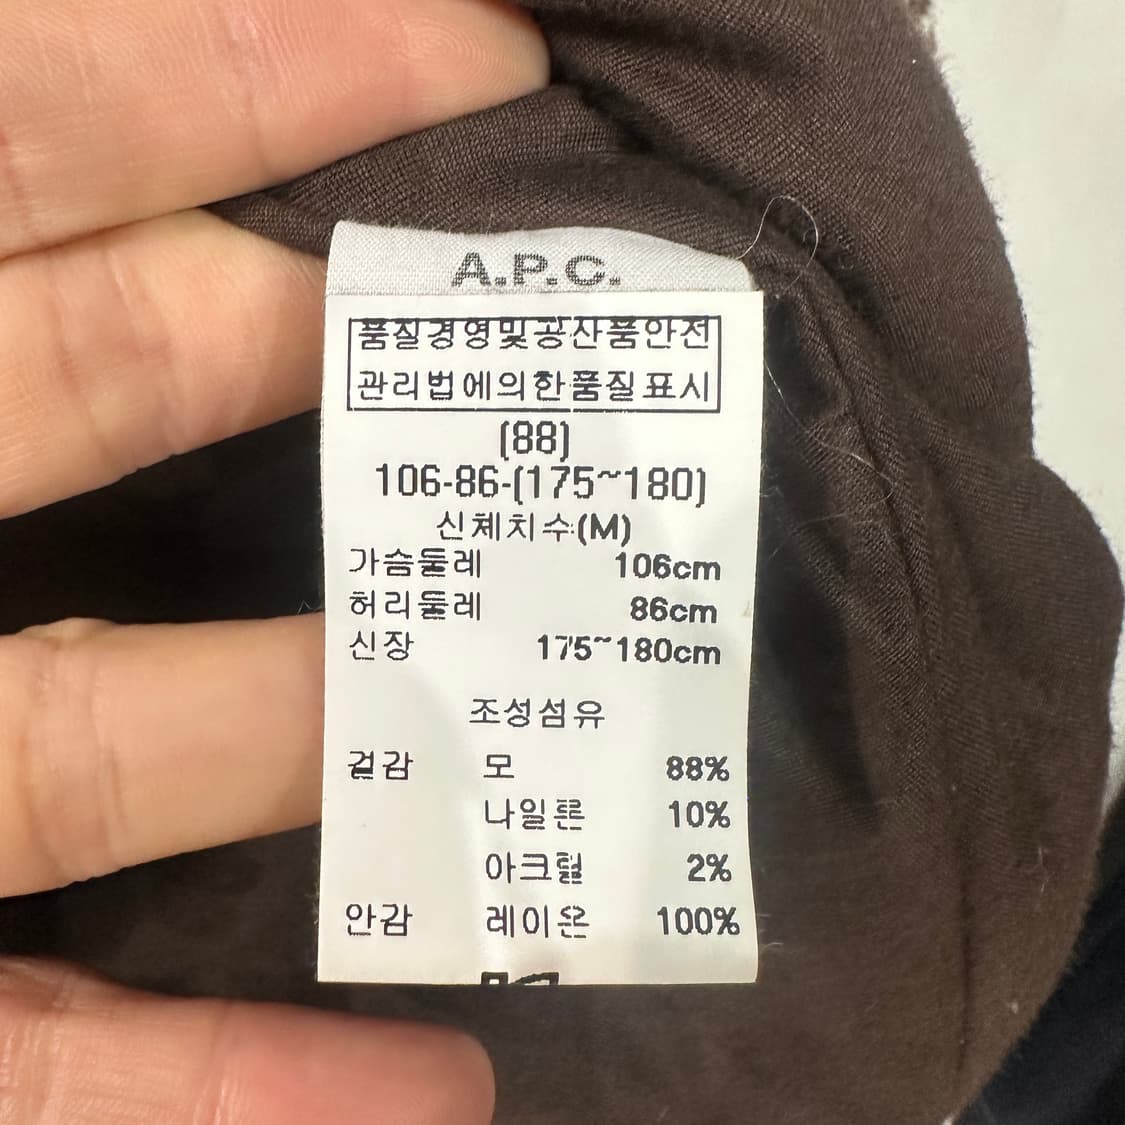 A.P.C.
품질경영및공산품안전
관리법에의한품질표시
(88)
106-86-(175~180)
신체치수(M)
가슴둘레 106cm
허리둘레 86cm
신장 175~180cm
조성섬유
겉감 모 88%
나일론 10%
아크릴 2%
안감 레이온 100%